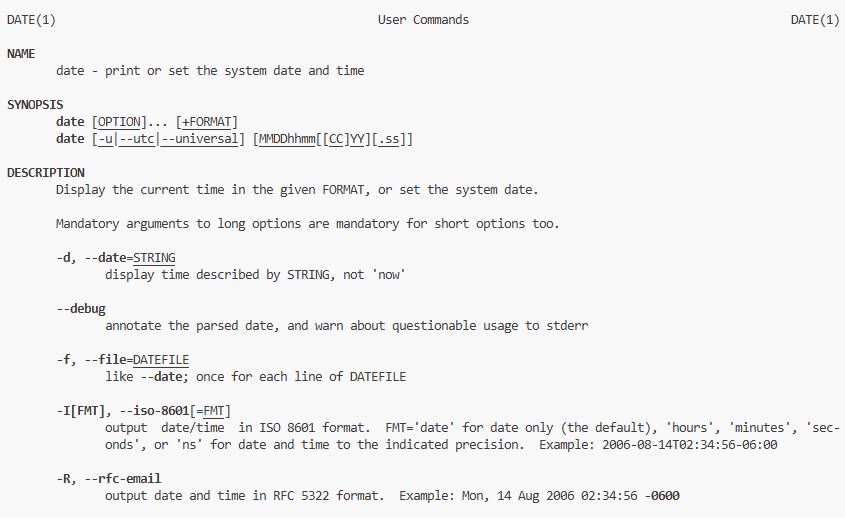 DATE(1) User Commands DATE(1)
NAME
date - print or set the system date and time
SYNOPSIS
date [OPTION]... [+FORMAT]
date [-u|--utc|--universal] [MMDDhhmm[[CC]YY][.ss]]
DESCRIPTION
Display the current time in the given FORMAT, or set the system date.
Mandatory arguments to long options are mandatory for short options too.
-d, --date=STRING
display time described by STRING, not 'now'
--debug
annotate the parsed date, and warn about questionable usage to stderr
-f, --file=DATEFILE
like --date; once for each line of DATEFILE
-I[FMT], --iso-8601[=FMT]
output  date/time  in ISO 8601 format.  FMT='date' for date only (the default), 'hours', 'minutes', 'sec-
onds', or 'ns' for date and time to the indicated precision.  Example: 2006-08-14T02:34:56-06:00
-R, --rfc-email
output date and time in RFC 5322 format.  Example: Mon, 14 Aug 2006 02:34:56 -0600